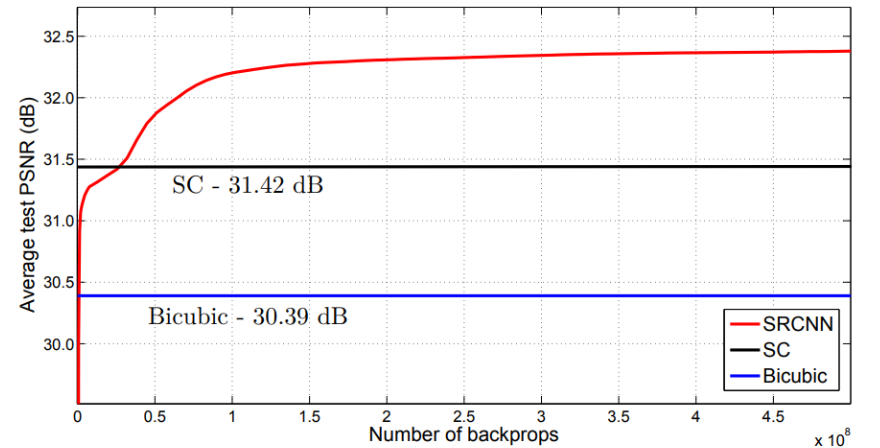 32.5
32.0
31.5
31.0
30.5
30.0
Average test PSNR (dB)
SC - 31.42 dB
Bicubic - 30.39 dB
SRCNN
SC
Bicubic
0 0.5 1 1.5 2 2.5 3 3.5 4 4.5
Number of backprops
x 10^8